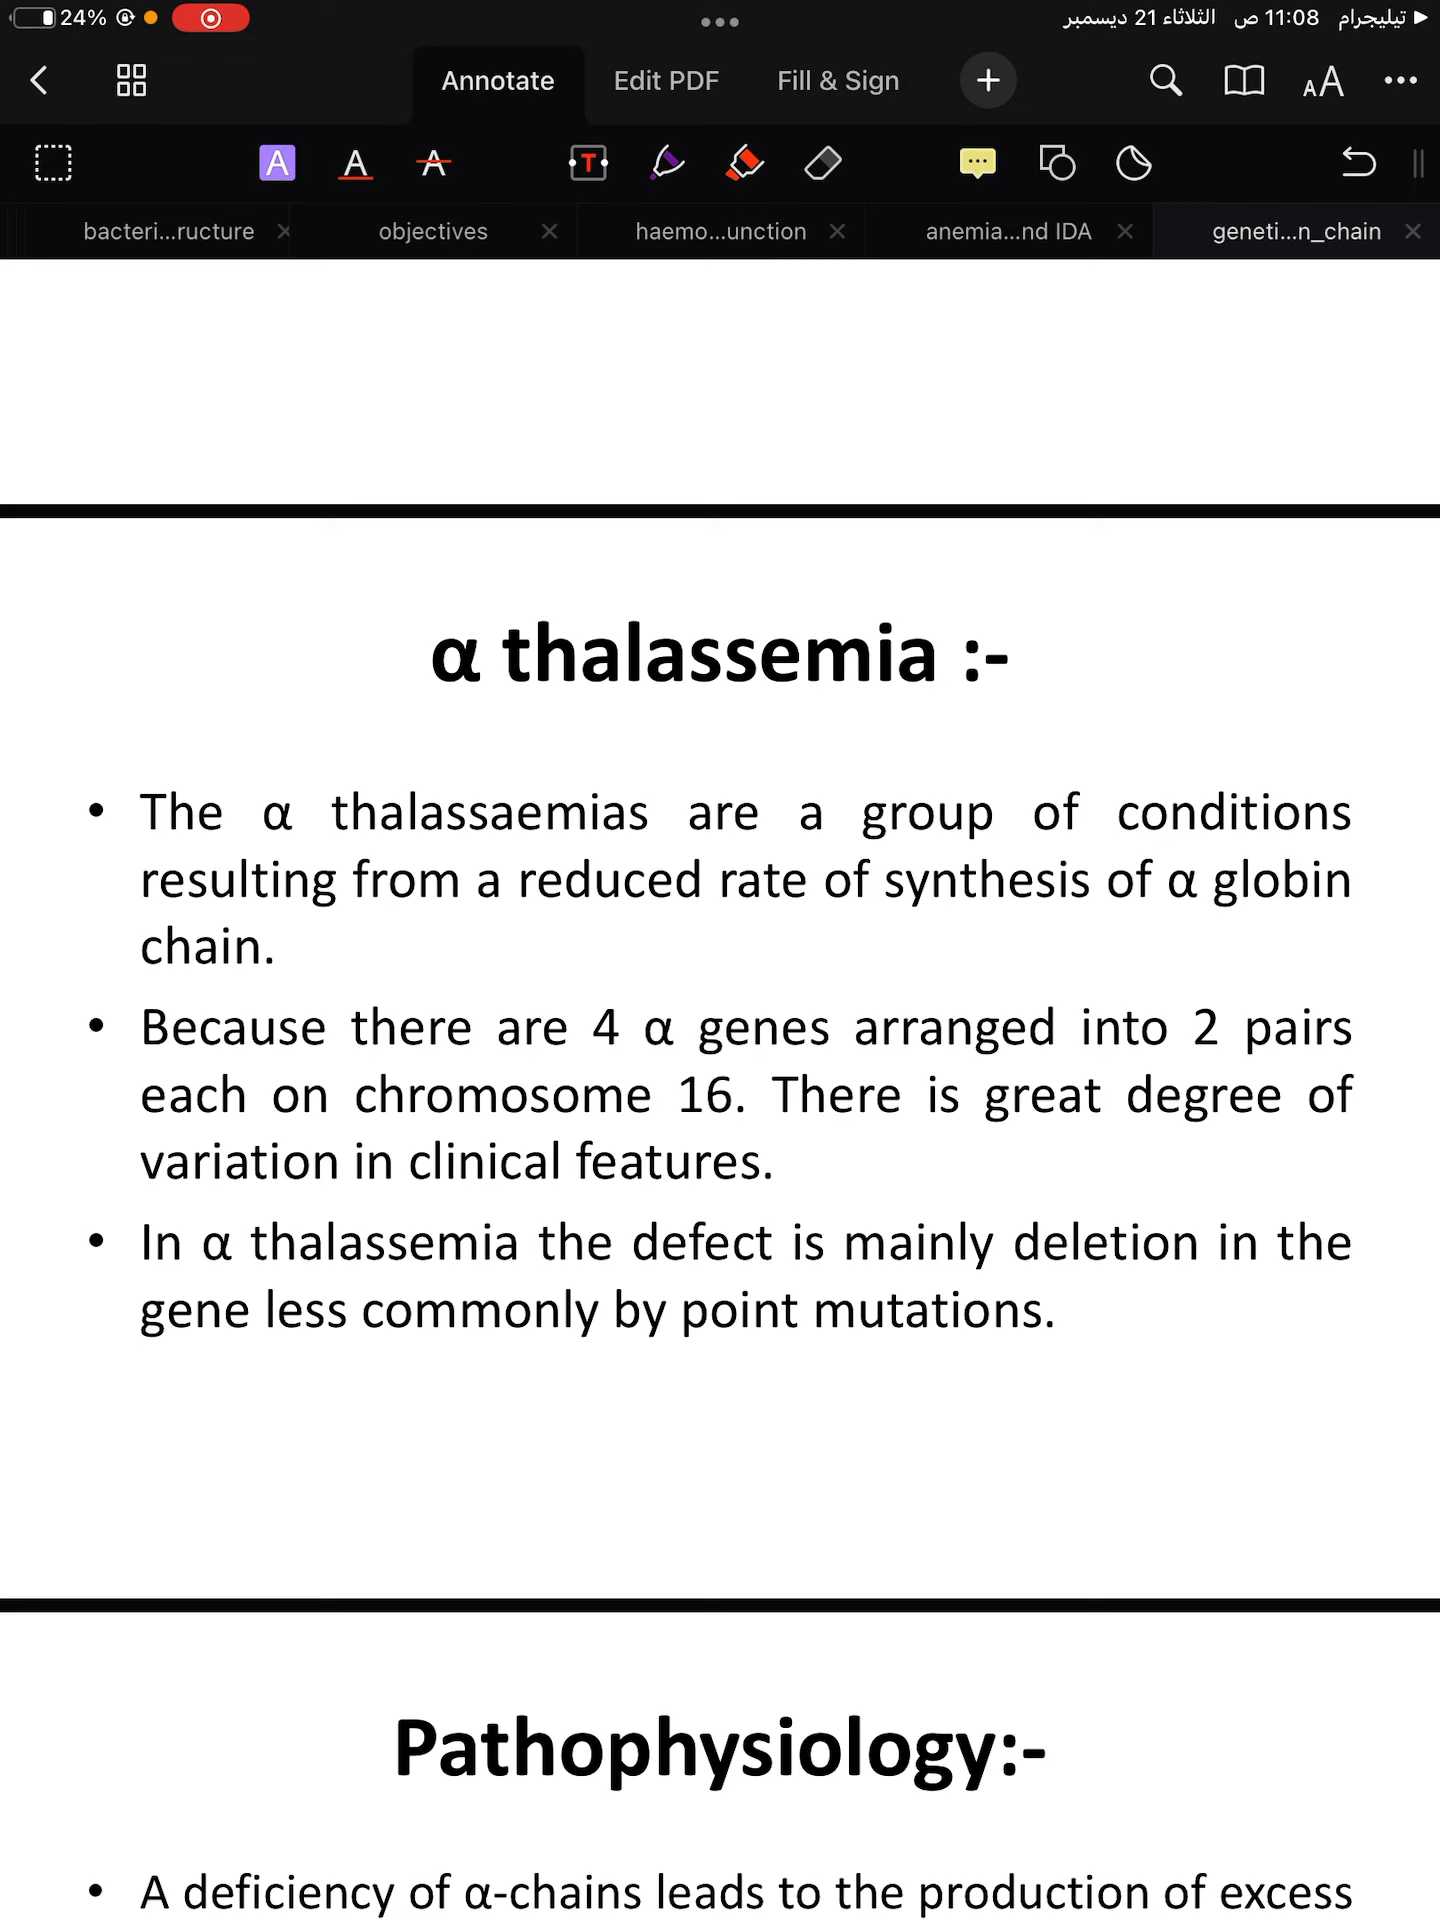 24% الثلاثاء 21 ديسمبر 11:08 ص تيليجرام
Annotate Edit PDF Fill & Sign
bacteri...ructure objectives haemo...unction anemia...nd IDA geneti...n_chain
α thalassemia :-
• The α thalassaemias are a group of conditions
resulting from a reduced rate of synthesis of α globin
chain.
• Because there are 4 α genes arranged into 2 pairs
each on chromosome 16. There is great degree of
variation in clinical features.
• In α thalassemia the defect is mainly deletion in the
gene less commonly by point mutations.
Pathophysiology:-
• A deficiency of α-chains leads to the production of excess